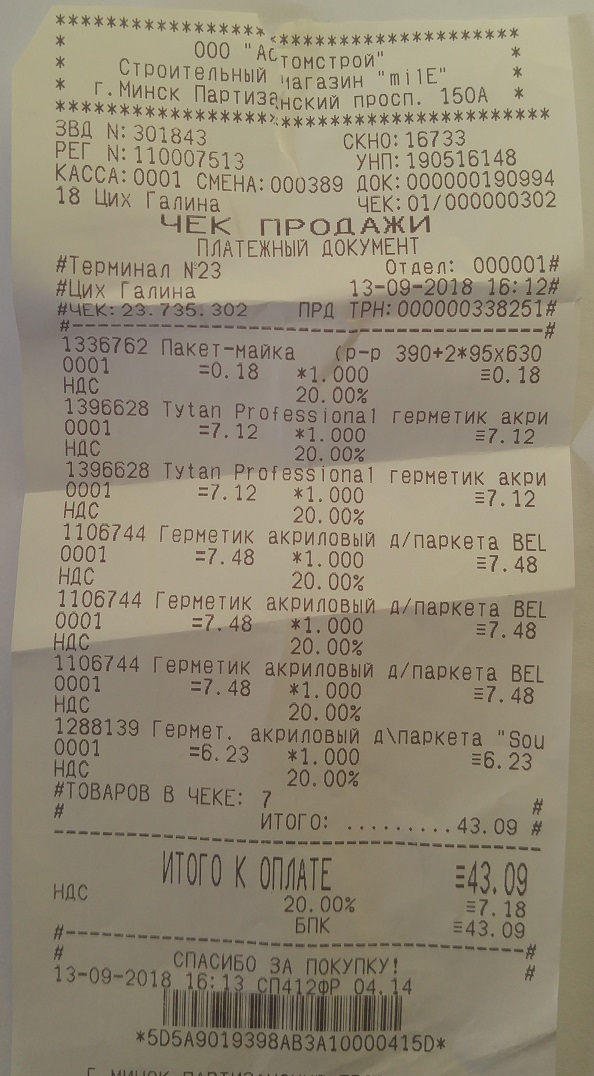 ***************************
* ООО "АСтомстрой" *
* Строительный магазин "milE" *
* г.Минск Партизанский просп. 150А *
***********************************
ЗВД N:301843 СКНО:16733
РЕГ N:110007513 УНП:190516148
КАССА:0001 СМЕНА:000389 ДОК:0000190994
18 Цих Галина ЧЕК:01/00000302
ЧЕК ПРОДАЖИ
ПЛАТЕЖНЫЙ ДОКУМЕНТ
#Терминал №23 Отдел: 000001#
#Цих Галина 13-09-2018 16:12#
#ЧЕК:23.735.302 ПРД ТРН:00000338251#
#--------------------------------------#
1336762 Пакет-майка (р-р 390+2*95х630
0001 =0.18 *1.000 ≡0.18
НДС 20.00%
1396628 Tytan Professional герметик акри
0001 =7.12 *1.000 ≡7.12
НДС 20.00%
1396628 Tytan Professional герметик акри
0001 =7.12 *1.000 ≡7.12
НДС 20.00%
1106744 Герметик акриловый д/паркета BEL
0001 =7.48 *1.000 ≡7.48
НДС 20.00%
1106744 Герметик акриловый д/паркета BEL
0001 =7.48 *1.000 ≡7.48
НДС 20.00%
1106744 Герметик акриловый д/паркета BEL
0001 =7.48 *1.000 ≡7.48
НДС 20.00%
1288139 Гермет. акриловый д\паркета "Sou
0001 =6.23 *1.000 ≡6.23
НДС 20.00%
#ТОВАРОВ В ЧЕКЕ: 7 #
# ИТОГО: .........43.09 #
----------------------------------------
ИТОГО К ОПЛАТЕ =43.09
НДС 20.00% ≡7.18
БПК ≡43.09
#--------------------------------------#
# СПАСИБО ЗА ПОКУПКУ! #
13-09-2018 16:13 СП412ФР 04.14
*5D5A9019398AB3A10000415D*